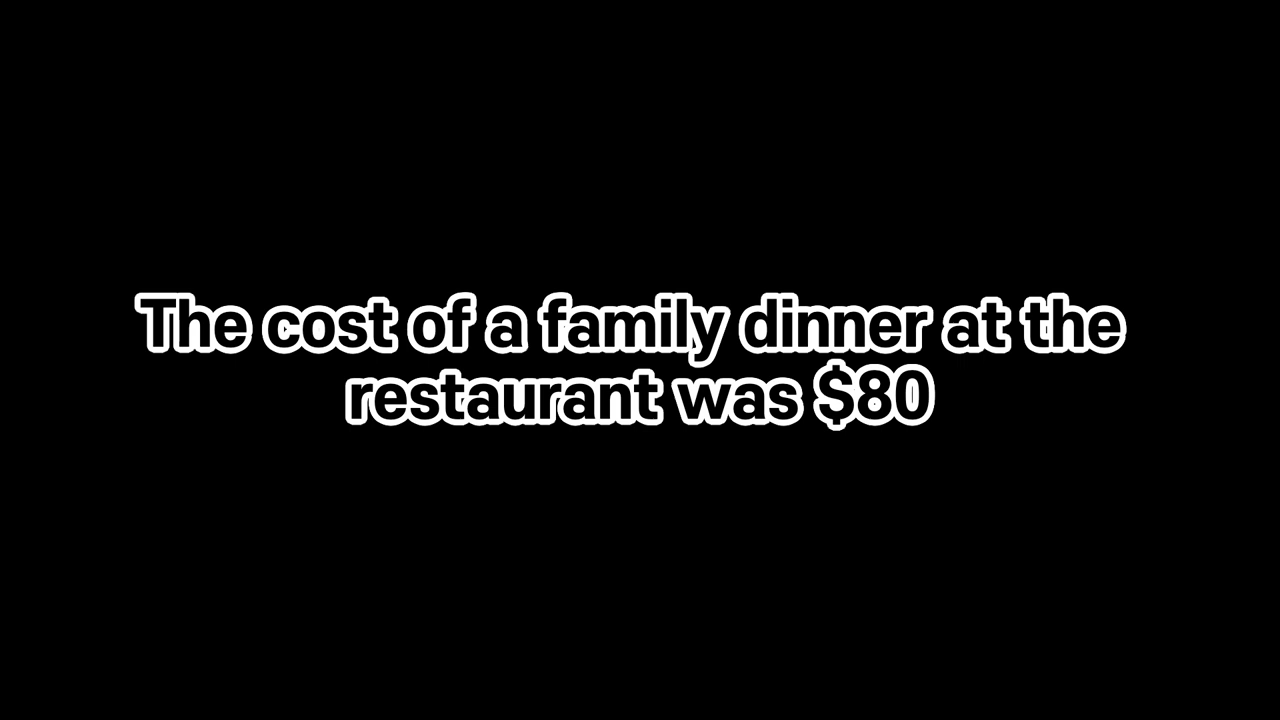 The cost of a family dinner at the
restaurant was $80